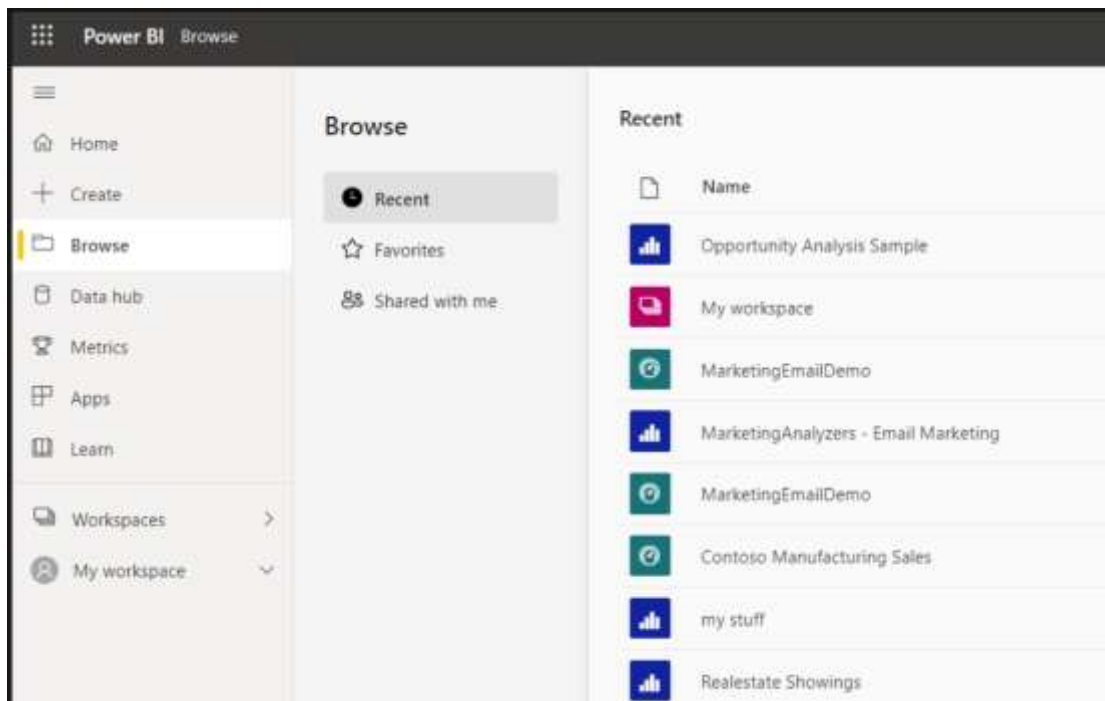 Power BI Browse
Home
Create
Browse
Data hub
Metrics
Apps
Learn
Workspaces
My workspace
Browse
Recent
Favorites
Shared with me
Recent
Name
Opportunity Analysis Sample
My workspace
MarketingEmailDemo
MarketingAnalyzers - Email Marketing
MarketingEmailDemo
Contoso Manufacturing Sales
my stuff
Realestate Showings